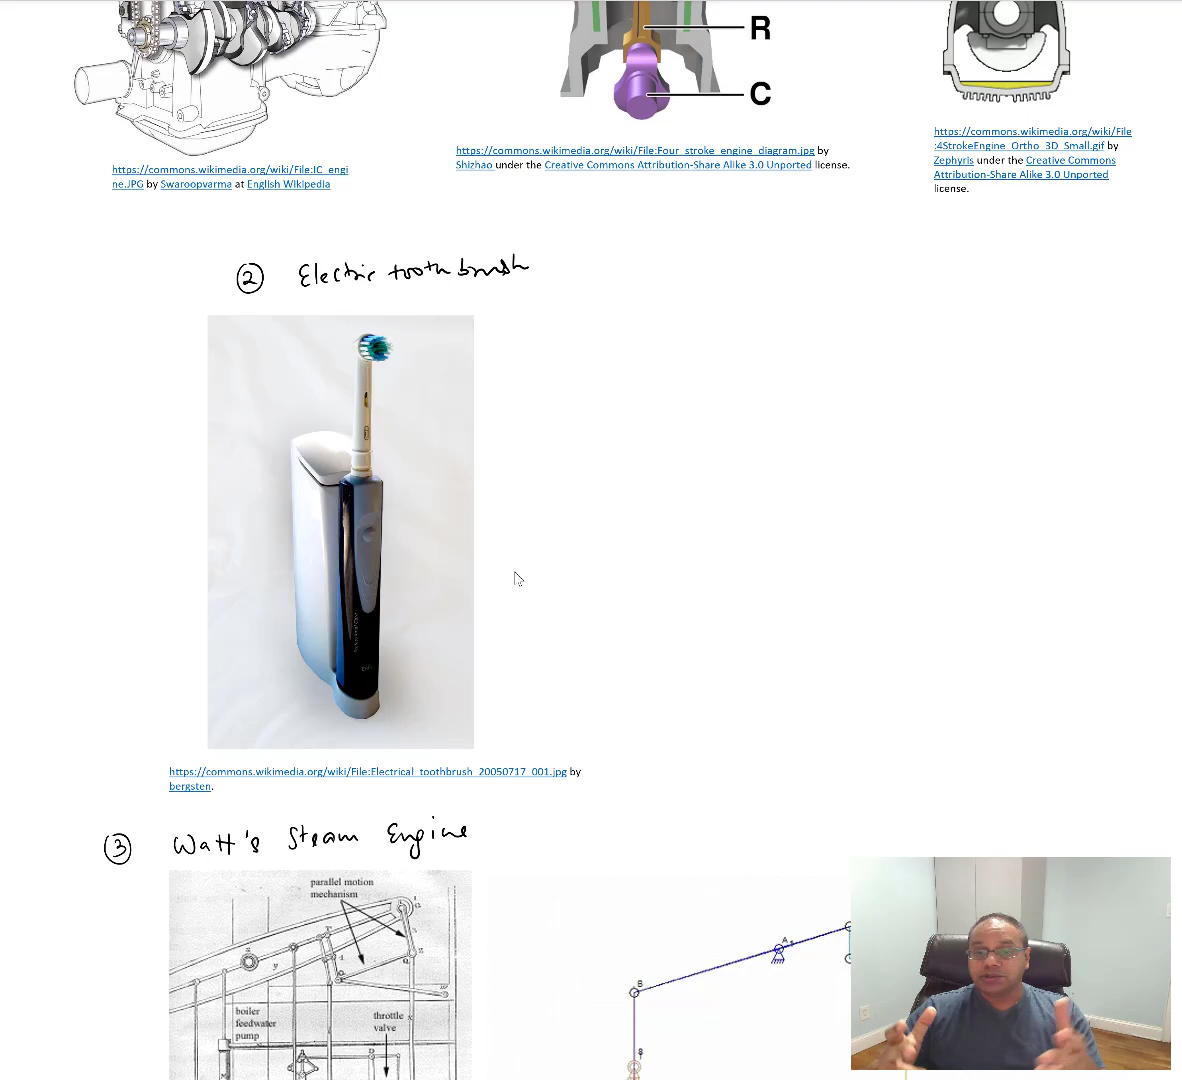 R
C
https://commons.wikimedia.org/wiki/File:IC_engi
ne.JPG by Swaroopvarma at English Wikipedia
https://commons.wikimedia.org/wiki/File:Four_stroke_engine_diagram.jpg by
Shizhao under the Creative Commons Attribution-Share Alike 3.0 Unported license.
https://commons.wikimedia.org/wiki/File
:4StrokeEngine_Ortho_3D_Small.gif by
Zephyris under the Creative Commons
Attribution-Share Alike 3.0 Unported
license.
② Electric toothbrush
https://commons.wikimedia.org/wiki/File:Electrical_toothbrush_20050717_001.jpg by
bergsten.
③ Watt's Steam Engine
parallel motion
mechanism
y
boiler
feedwater
pump
throttle
valve
x
D
B
A